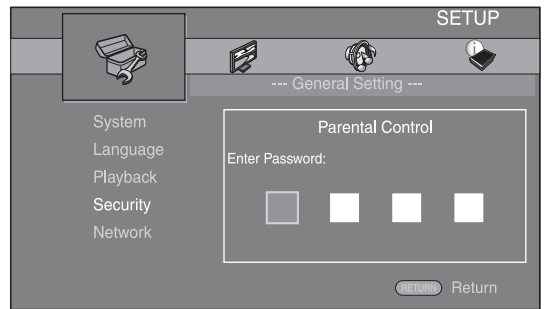 SETUP
--- General Setting ---
System
Language
Playback
Security
Network
Parental Control
Enter Password:
RETURN Return